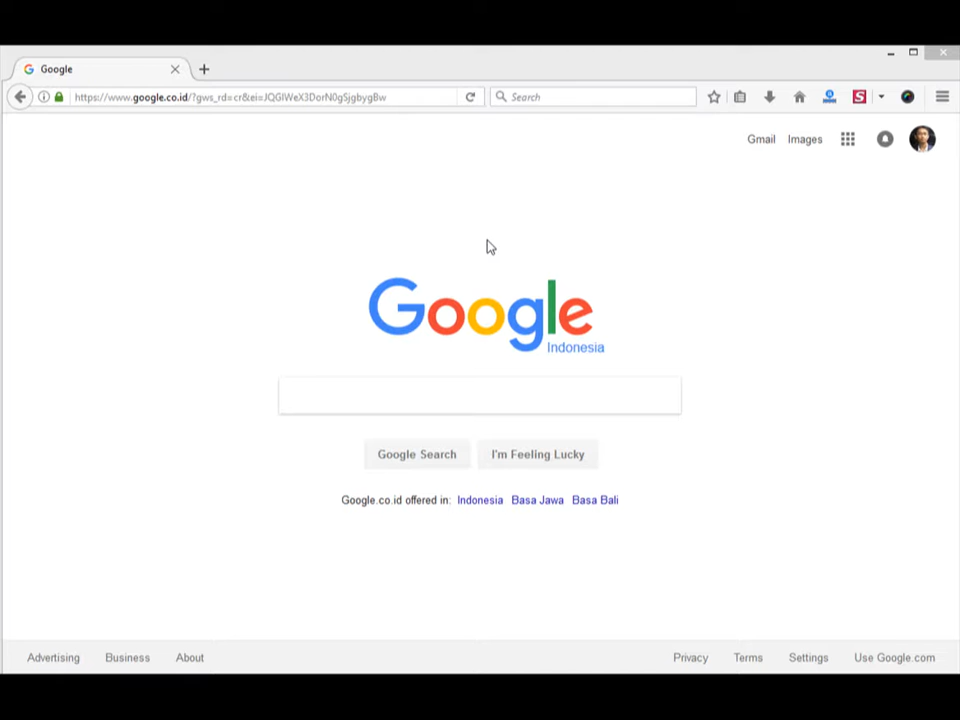 Google
https://www.google.co.id/?gws_rd=cr&ei=JQGIWeX3DorN0gSjgbygBw
Search
S
Gmail Images
Google
Indonesia
Google Search I'm Feeling Lucky
Google.co.id offered in: Indonesia Basa Jawa Basa Bali
Advertising Business About Privacy Terms Settings Use Google.com